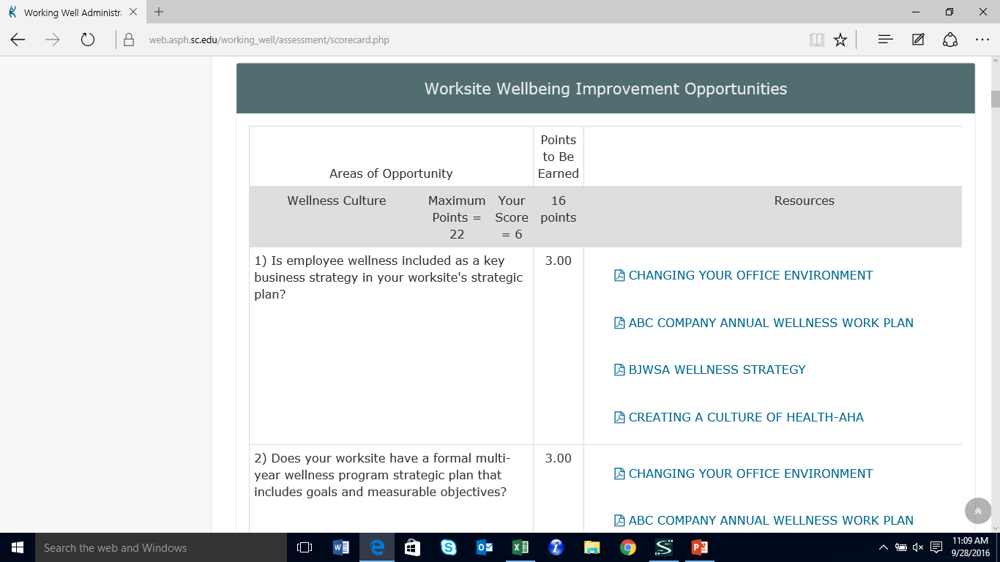 Working Well Administra
web.asph.sc.edu/working_well/assessment/scorecard.php
Worksite Wellbeing Improvement Opportunities
Areas of Opportunity
Points
to Be
Earned
Wellness Culture
Maximum
Points =
22
Your
Score
= 6
16
points
Resources
1) Is employee wellness included as a key
business strategy in your worksite's strategic
plan?
3.00
CHANGING YOUR OFFICE ENVIRONMENT
ABC COMPANY ANNUAL WELLNESS WORK PLAN
BJWSA WELLNESS STRATEGY
CREATING A CULTURE OF HEALTH-AHA
2) Does your worksite have a formal multi-
year wellness program strategic plan that
includes goals and measurable objectives?
3.00
CHANGING YOUR OFFICE ENVIRONMENT
ABC COMPANY ANNUAL WELLNESS WORK PLAN
Search the web and Windows
11:09 AM
9/28/2016